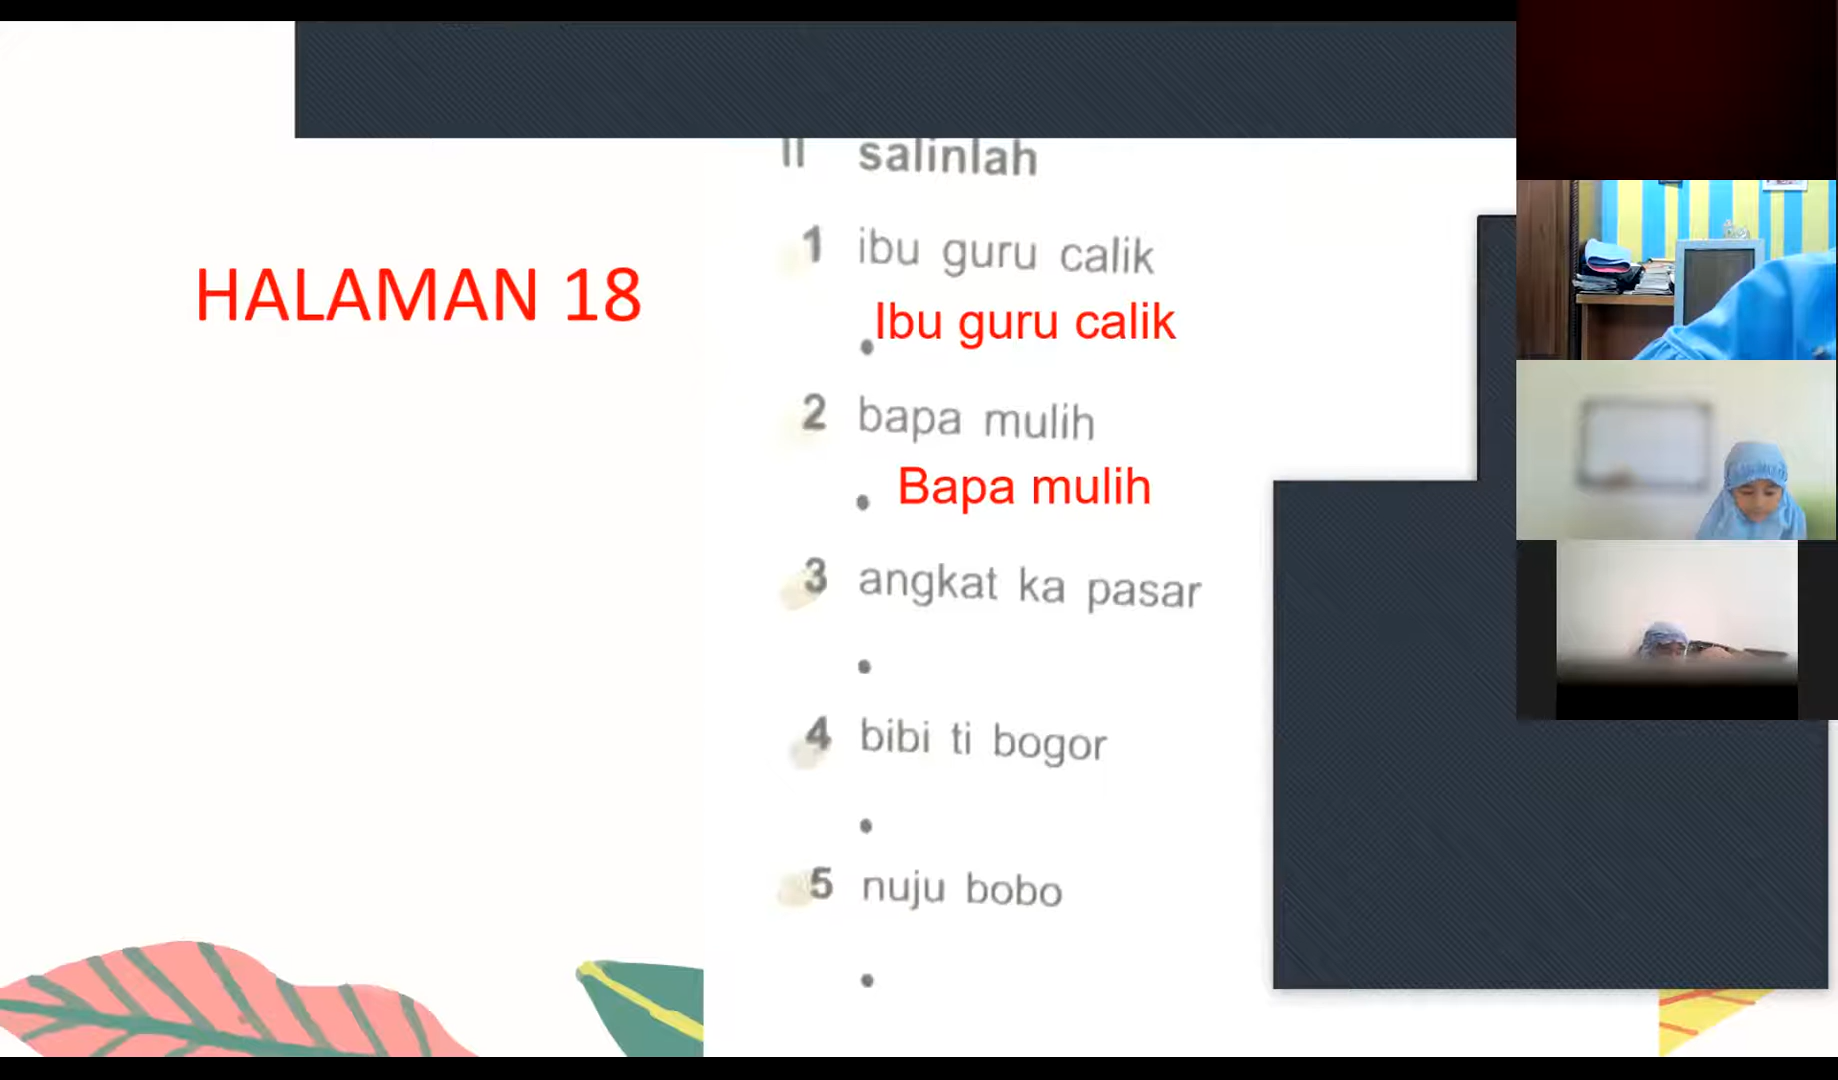 HALAMAN 18
II salinlah
1 ibu guru calik
Ibu guru calik
2 bapa mulih
Bapa mulih
3 angkat ka pasar
4 bibi ti bogor
5 nuju bobo